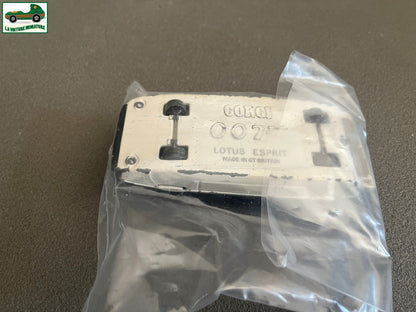 LA VOITURE MINIATURE
CORGI
007
LOTUS ESPRIT
MADE IN GT BRITAIN